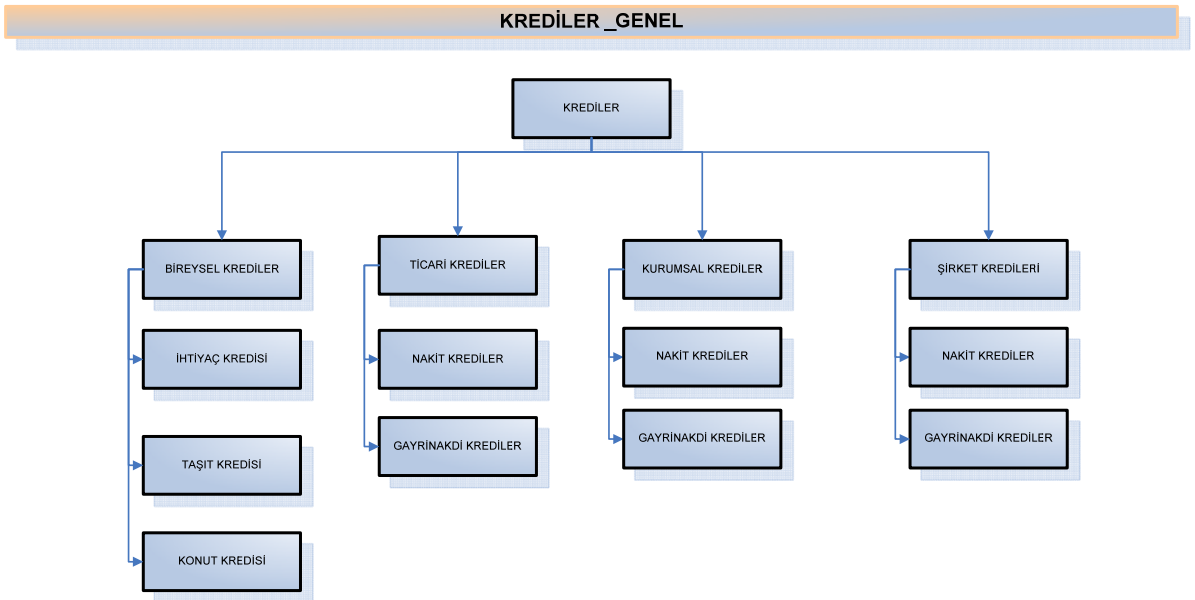 KREDİLER _GENEL
KREDİLER
BİREYSEL KREDİLER
İHTİYAÇ KREDİSİ
TAŞIT KREDİSİ
KONUT KREDİSİ
TİCARİ KREDİLER
NAKİT KREDİLER
GAYRİNAKDİ KREDİLER
KURUMSAL KREDİLER
NAKİT KREDİLER
GAYRİNAKDİ KREDİLER
ŞİRKET KREDİLERİ
NAKİT KREDİLER
GAYRİNAKDİ KREDİLER